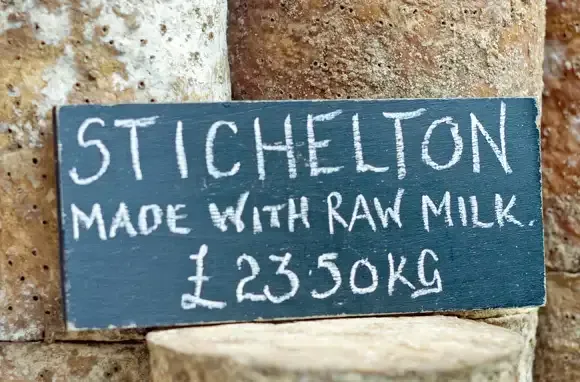 STICHELTON
MADE WITH RAW MILK.
£23.50KG